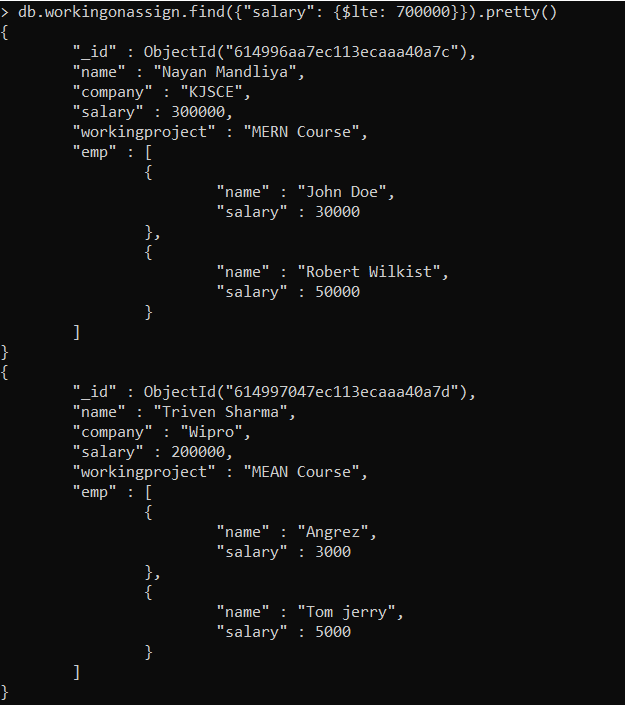 > db.workingonassign.find({"salary": {$lte: 700000}}).pretty()
{
        "_id" : ObjectId("614996aa7ec113ecaaa40a7c"),
        "name" : "Nayan Mandliya",
        "company" : "KJSCE",
        "salary" : 300000,
        "workingproject" : "MERN Course",
        "emp" : [
                {
                        "name" : "John Doe",
                        "salary" : 30000
                },
                {
                        "name" : "Robert Wilkist",
                        "salary" : 50000
                }
        ]
}
{
        "_id" : ObjectId("614997047ec113ecaaa40a7d"),
        "name" : "Triven Sharma",
        "company" : "Wipro",
        "salary" : 200000,
        "workingproject" : "MEAN Course",
        "emp" : [
                {
                        "name" : "Angrez",
                        "salary" : 3000
                },
                {
                        "name" : "Tom jerry",
                        "salary" : 5000
                }
        ]
}